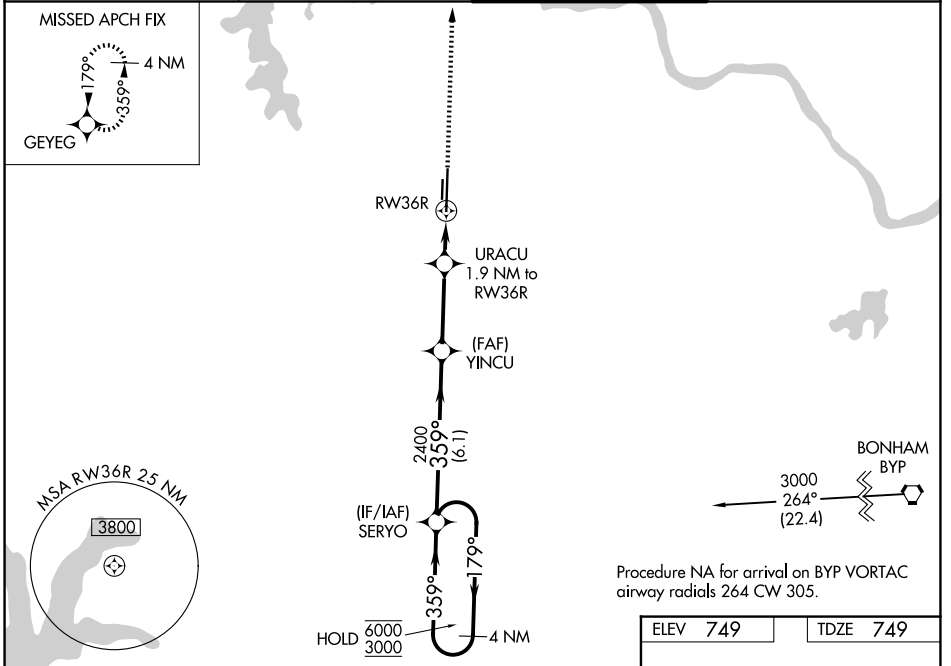 MISSED APCH FIX
4 NM
179°
359°
GEYEG
RW36R
URACU
1.9 NM to
RW36R
(FAF)
YINCU
2400
359°
(6.1)
MSA RW36R 25 NM
3800
(IF/IAF)
SERYO
359°
179°
HOLD 6000
3000
4 NM
BONHAM
BYP
3000
264°
(22.4)
Procedure NA for arrival on BYP VORTAC
airway radials 264 CW 305.
ELEV 749
TDZE 749